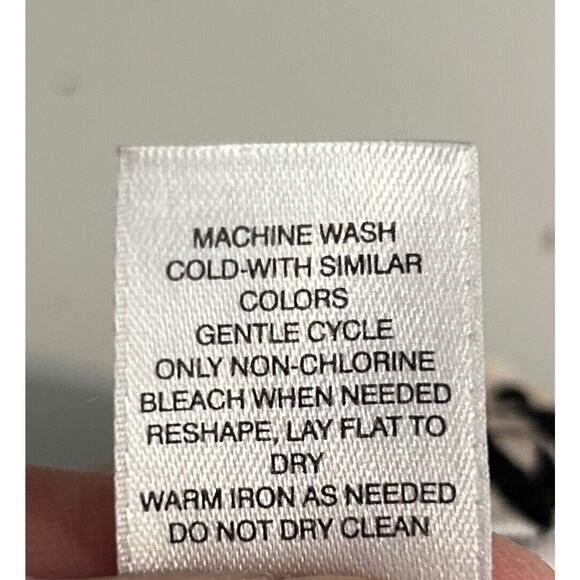 MACHINE WASH
COLD-WITH SIMILAR
COLORS
GENTLE CYCLE
ONLY NON-CHLORINE
BLEACH WHEN NEEDED
RESHAPE, LAY FLAT TO
DRY
WARM IRON AS NEEDED
DO NOT DRY CLEAN